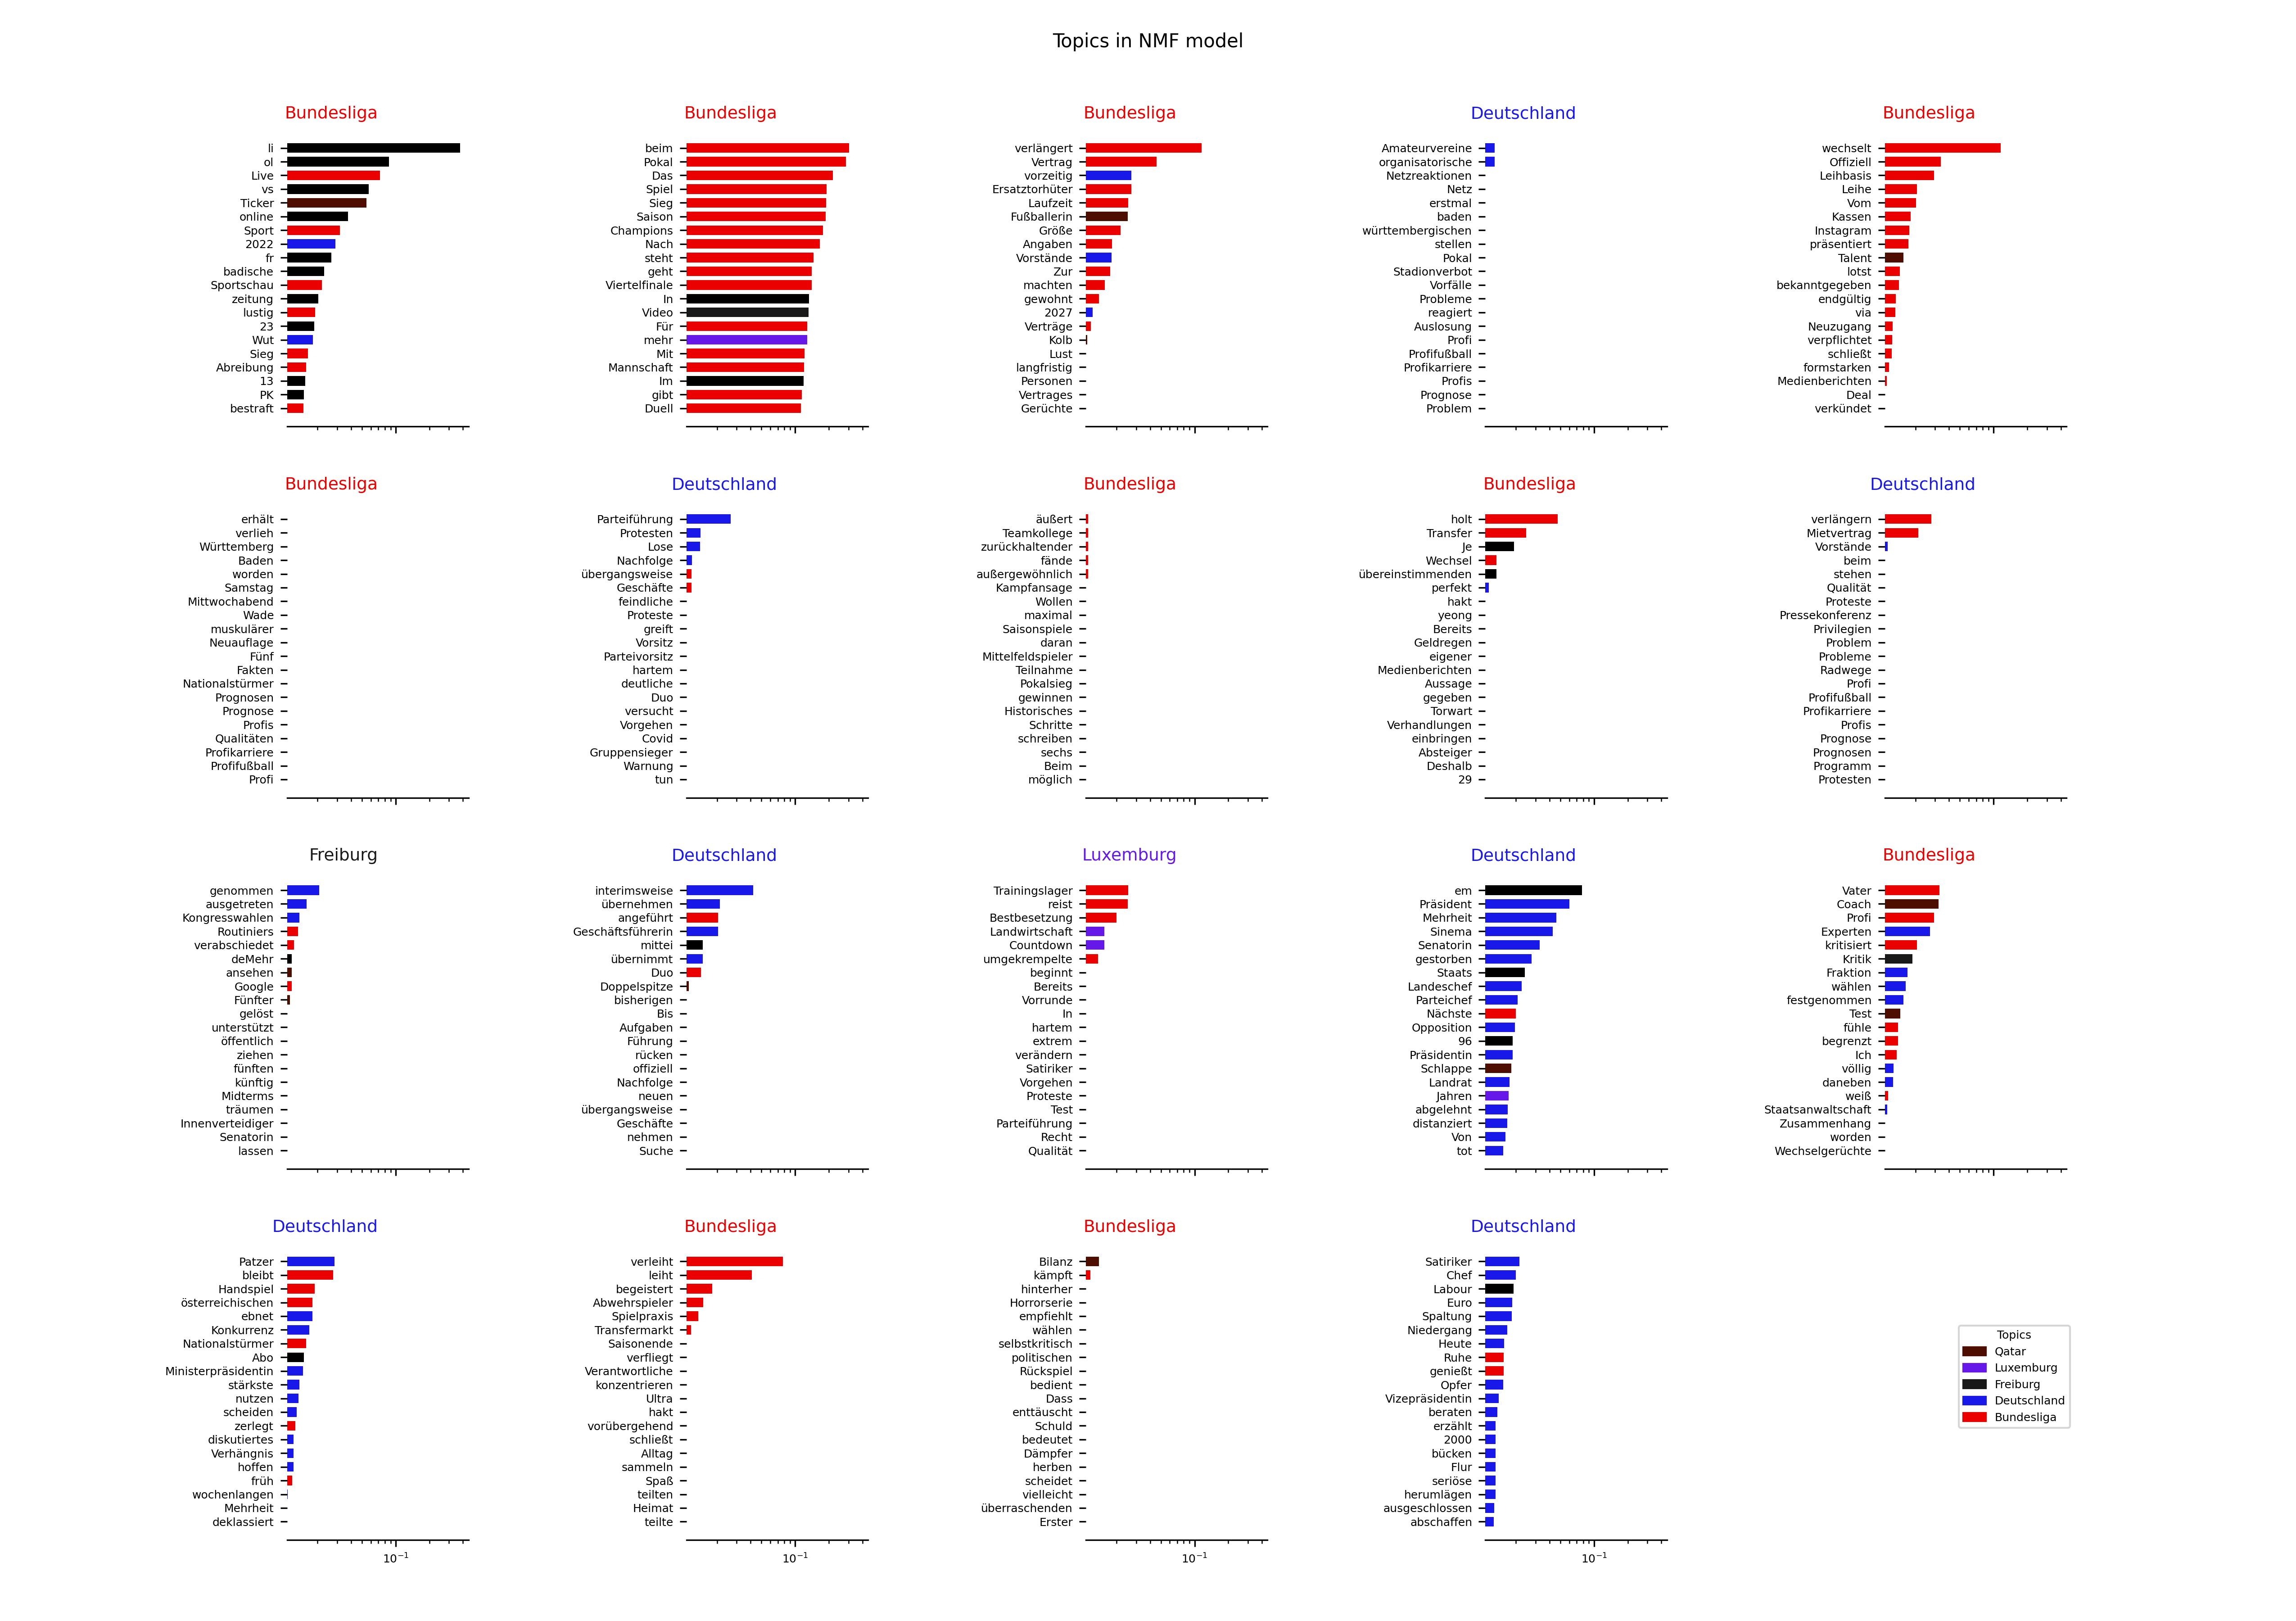 Topics in NMF model
Bundesliga
li
ol
Live
vs
Ticker
online
Sport
2022
fr
badische
Sportschau
zeitung
lustig
23
Wut
Sieg
Abreibung
13
PK
bestraft
Bundesliga
beim
Pokal
Das
Spiel
Sieg
Saison
Champions
Nach
steht
geht
Viertelfinale
In
Video
Für
mehr
Mit
Mannschaft
Im
gibt
Duell
Bundesliga
verlängert
Vertrag
vorzeitig
Ersatztorhüter
Laufzeit
Fußballerin
Größe
Angaben
Vorstände
Zur
machten
gewohnt
2027
Verträge
Kolb
Lust
langfristig
Personen
Vertrages
Gerüchte
Deutschland
Amateurvereine
organisatorische
Netzreaktionen
Netz
erstmal
baden
württembergischen
stellen
Pokal
Stadionverbot
Vorfälle
Probleme
reagiert
Auslosung
Profi
Profifußball
Profikarriere
Profis
Prognose
Problem
Bundesliga
wechselt
Offiziell
Leihbasis
Leihe
Vom
Kassen
Instagram
präsentiert
Talent
lotst
bekanntgegeben
endgültig
via
Neuzugang
verpflichtet
schließt
formstarken
Medienberichten
Deal
verkündet
Bundesliga
erhält
verlieh
Württemberg
Baden
worden
Samstag
Mittwochabend
Wade
muskulärer
Neuauflage
Fünf
Fakten
Nationalstürmer
Prognosen
Prognose
Profis
Qualitäten
Profikarriere
Profifußball
Profi
Deutschland
Parteiführung
Protesten
Lose
Nachfolge
übergangsweise
Geschäfte
feindliche
Proteste
greift
Vorsitz
Parteivorsitz
hartem
deutliche
Duo
versucht
Vorgehen
Covid
Gruppensieger
Warnung
tun
Bundesliga
äußert
Teamkollege
zurückhaltender
fände
außergewöhnlich
Kampfansage
Wollen
maximal
Saisonspiele
daran
Mittelfeldspieler
Teilnahme
Pokalsieg
gewinnen
Historisches
Schritte
schreiben
sechs
Beim
möglich
Bundesliga
holt
Transfer
Je
Wechsel
übereinstimmenden
perfekt
hakt
yeong
Bereits
Geldregen
eigener
Medienberichten
Aussage
gegeben
Torwart
Verhandlungen
einbringen
Absteiger
Deshalb
29
Deutschland
verlängern
Mietvertrag
Vorstände
beim
stehen
Qualität
Proteste
Pressekonferenz
Privilegien
Problem
Probleme
Radwege
Profi
Profifußball
Profikarriere
Profis
Prognose
Prognosen
Programm
Protesten
Freiburg
genommen
ausgetreten
Kongresswahlen
Routiniers
verabschiedet
deMehr
ansehen
Google
Fünfter
gelöst
unterstützt
öffentlich
ziehen
fünften
künftig
Midterms
träumen
Innenverteidiger
Senatorin
lassen
Deutschland
interimsweise
übernehmen
angeführt
Geschäftsführerin
mittei
übernimmt
Duo
Doppelspitze
bisherigen
Bis
Aufgaben
Führung
rücken
offiziell
Nachfolge
neuen
übergangsweise
Geschäfte
nehmen
Suche
Luxemburg
Trainingslager
reist
Bestbesetzung
Landwirtschaft
Countdown
umgekrempelte
beginnt
Bereits
Vorrunde
In
hartem
extrem
verändern
Satiriker
Vorgehen
Proteste
Test
Parteiführung
Recht
Qualität
Deutschland
em
Präsident
Mehrheit
Sinema
Senatorin
gestorben
Staats
Landeschef
Parteichef
Nächste
Opposition
96
Präsidentin
Schlappe
Landrat
Jahren
abgelehnt
distanziert
Von
tot
Bundesliga
Vater
Coach
Profi
Experten
kritisiert
Kritik
Fraktion
wählen
festgenommen
Test
fühle
begrenzt
Ich
völlig
daneben
weiß
Staatsanwaltschaft
Zusammenhang
worden
Wechselgerüchte
Deutschland
Patzer
bleibt
Handspiel
österreichischen
ebnet
Konkurrenz
Nationalstürmer
Abo
Ministerpräsidentin
stärkste
nutzen
scheiden
zerlegt
diskutiertes
Verhängnis
hoffen
früh
wochenlangen
Mehrheit
deklassiert
10⁻¹
Bundesliga
verleiht
leiht
begeistert
Abwehrspieler
Spielpraxis
Transfermarkt
Saisonende
verfliegt
Verantwortliche
konzentrieren
Ultra
hakt
vorübergehend
schließt
Alltag
sammeln
Spaß
teilten
Heimat
teilte
10⁻¹
Bundesliga
Bilanz
kämpft
hinterher
Horrorserie
empfiehlt
wählen
selbstkritisch
politischen
Rückspiel
bedient
Dass
enttäuscht
Schuld
bedeutet
Dämpfer
herben
scheidet
vielleicht
überraschenden
Erster
10⁻¹
Deutschland
Satiriker
Chef
Labour
Euro
Spaltung
Niedergang
Heute
Ruhe
genießt
Opfer
Vizepräsidentin
beraten
erzählt
2000
bücken
Flur
seriöse
herumlägen
ausgeschlossen
abschaffen
10⁻¹
Topics
Qatar
Luxemburg
Freiburg
Deutschland
Bundesliga